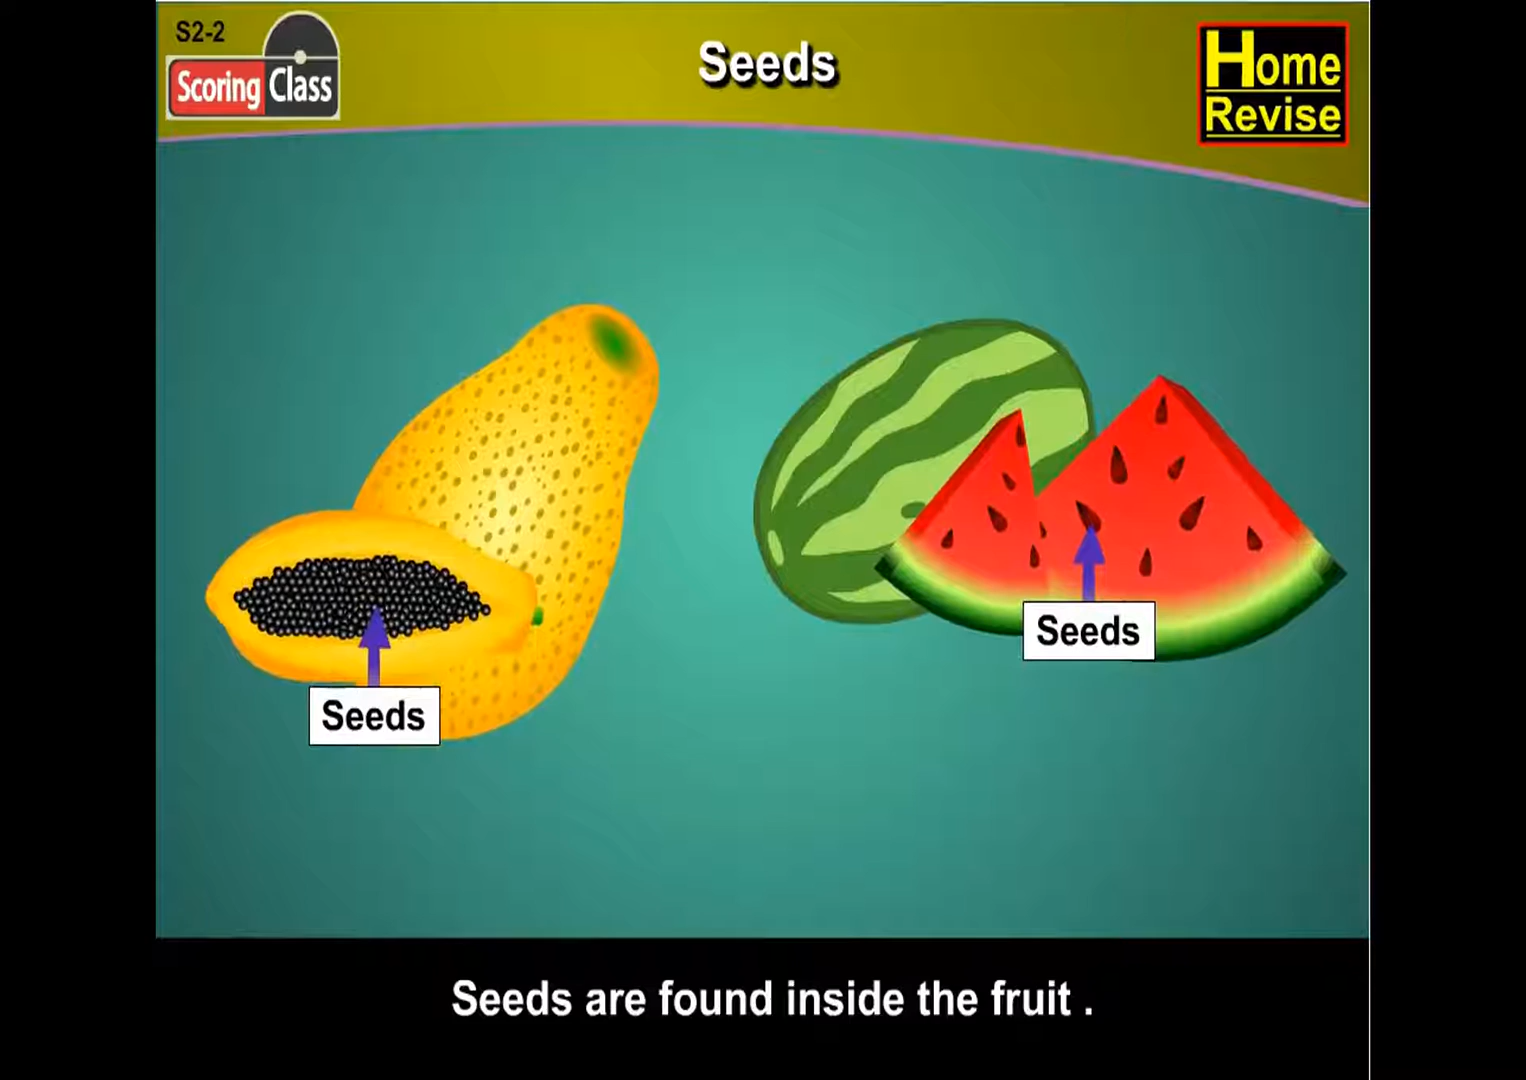 S2-2
Scoring Class
Seeds
Home
Revise
Seeds
Seeds
Seeds are found inside the fruit .